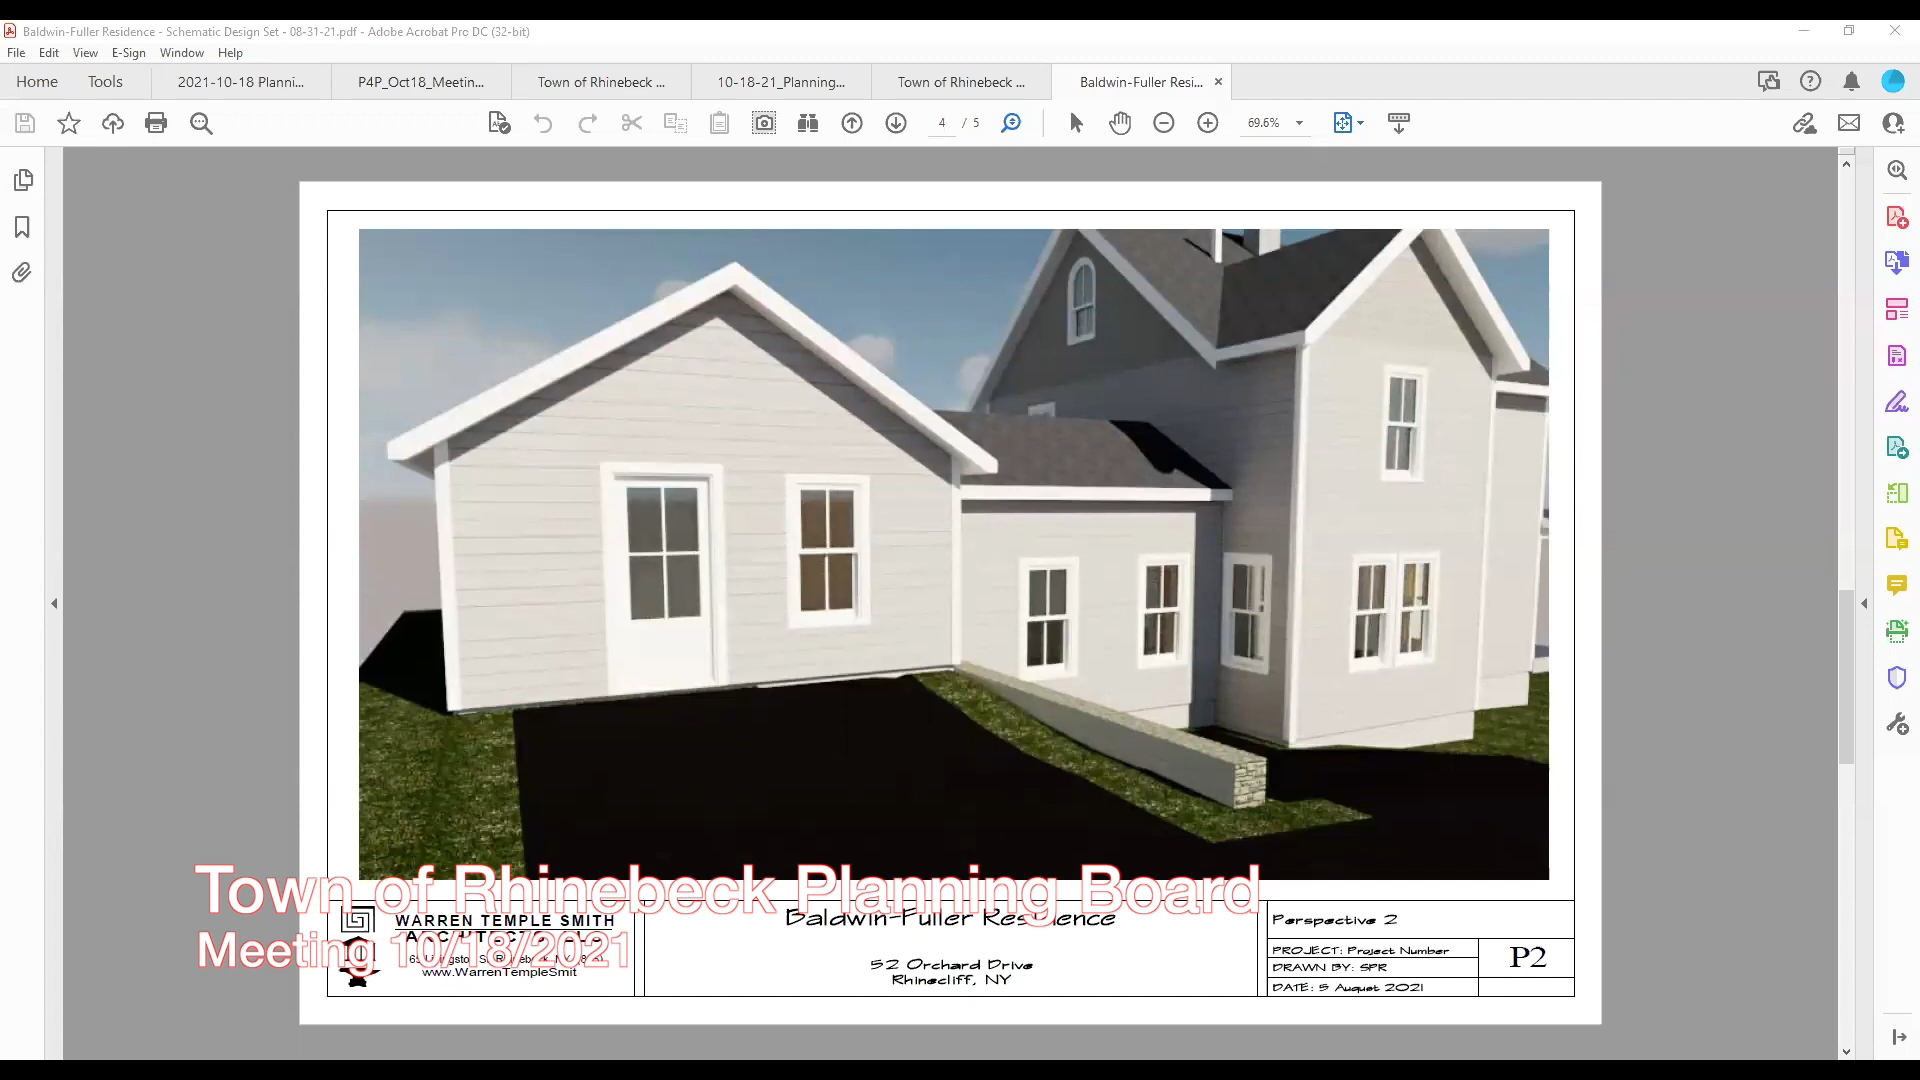 Baldwin-Fuller Residence - Schematic Design Set - 08-31-21.pdf - Adobe Acrobat Pro DC (32-bit)
File Edit View E-Sign Window Help
Home Tools 2021-10-18 Planni... P4P_Oct18_Meetin... Town of Rhinebeck ... 10-18-21_Planning... Town of Rhinebeck ... Baldwin-Fuller Resi... ×
4 / 5 69.6%
Town of Rhinebeck Planning Board
Meeting 10/18/2021
WARREN TEMPLE SMITH
www.WarrenTempleSmit
Baldwin-Fuller Residence
52 Orchard Drive
Rhinecliff, NY
Perspective 2
PROJECT: Project Number
DRAWN BY: SPR
DATE: 5 August 2021
P2